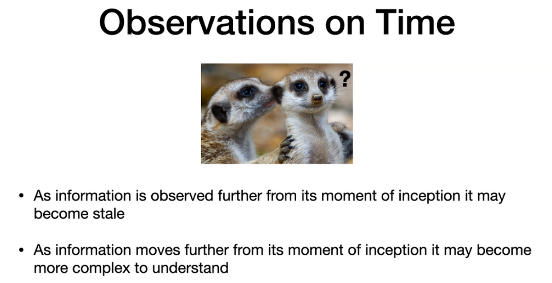 Observations on Time
?
• As information is observed further from its moment of inception it may
become stale
• As information moves further from its moment of inception it may become
more complex to understand